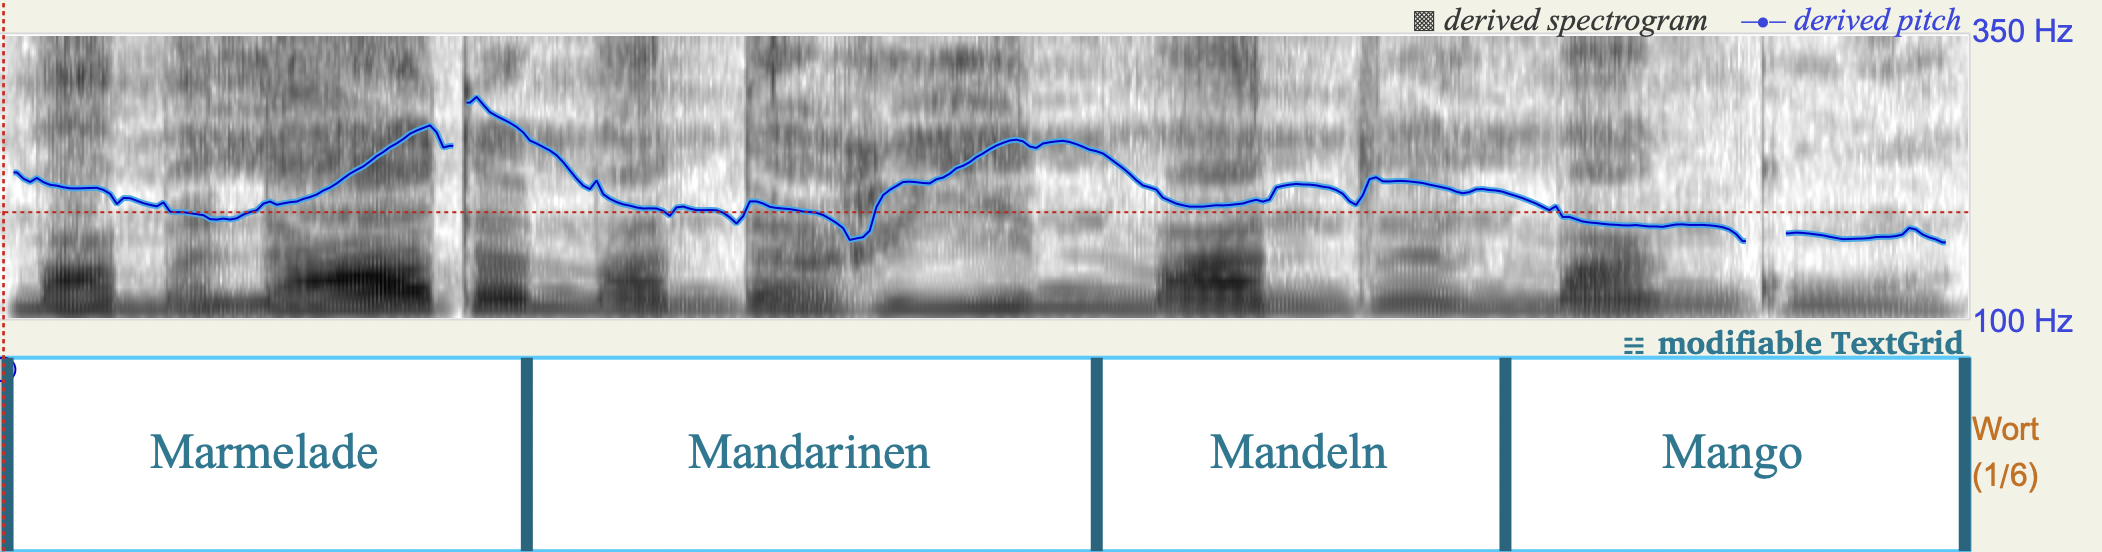 derived spectrogram derived pitch
350 Hz
100 Hz
modifiable TextGrid
Marmelade Mandarinen Mandeln Mango
Wort
(1/6)